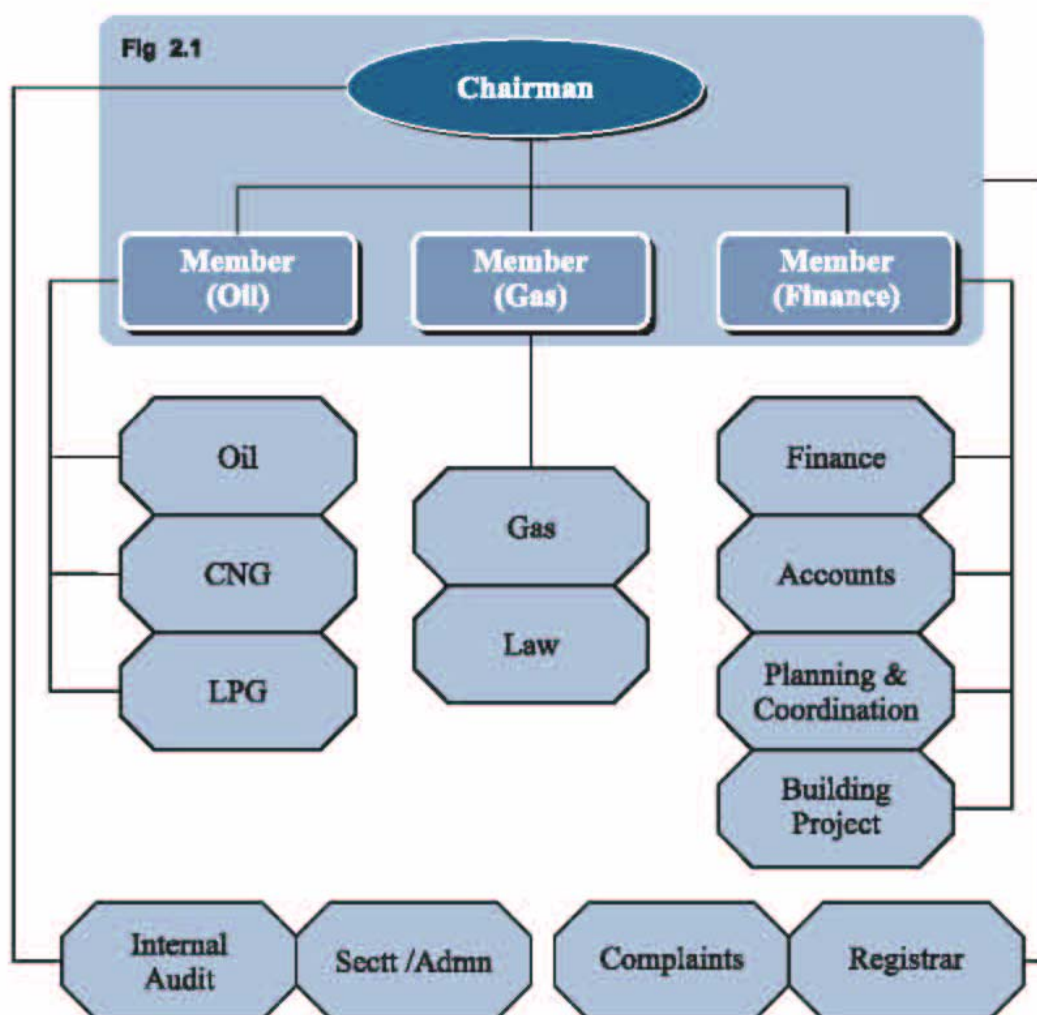 Fig 2.1
Chairman
Member
(Oil)
Member
(Gas)
Member
(Finance)
Oil
CNG
LPG
Gas
Law
Finance
Accounts
Planning &
Coordination
Building
Project
Internal
Audit
Sectt /Admn
Complaints
Registrar